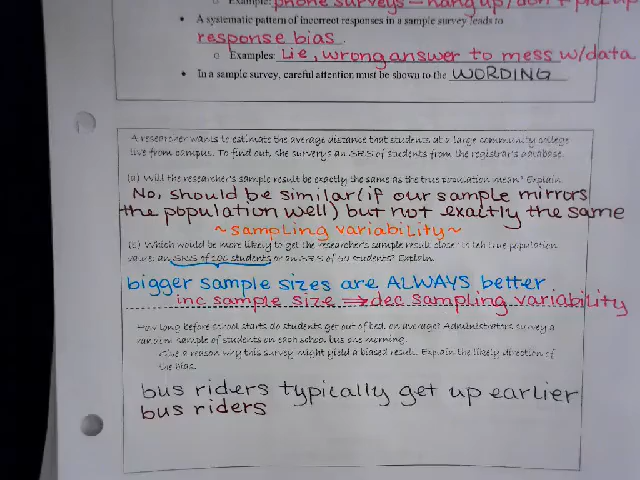 Example: phone surveys - hang up/don't pick up
• A systematic pattern of incorrect responses in a sample survey leads to
response bias.
o Examples: Lie, wrong answer to mess w/data
• In a sample survey, careful attention must be shown to the WORDING
A researcher wants to estimate the average distance that students at a large community college
live from campus. To find out, she surveys an SRS of students from the registrar's database.
(a) Will the researcher's sample result be exactly the same as the true population mean? Explain.
No, should be similar (if our sample mirrors
the population well) but not exactly the same
~sampling variability~
Which would be more likely to get the researcher's sample result close true population
value: an SRS of 100 students or an SRS of 50 students? Explain.
bigger sample sizes are ALWAYS better
inc sample size ⇒ dec sampling variability
How long before school starts do students get out of bed, on average? Administrators survey a
random sample of students on each school bus one morning.
Give a reason why this survey might yield a biased result. Explain the likely direction of
the bias.
bus riders typically get up earlier
bus riders